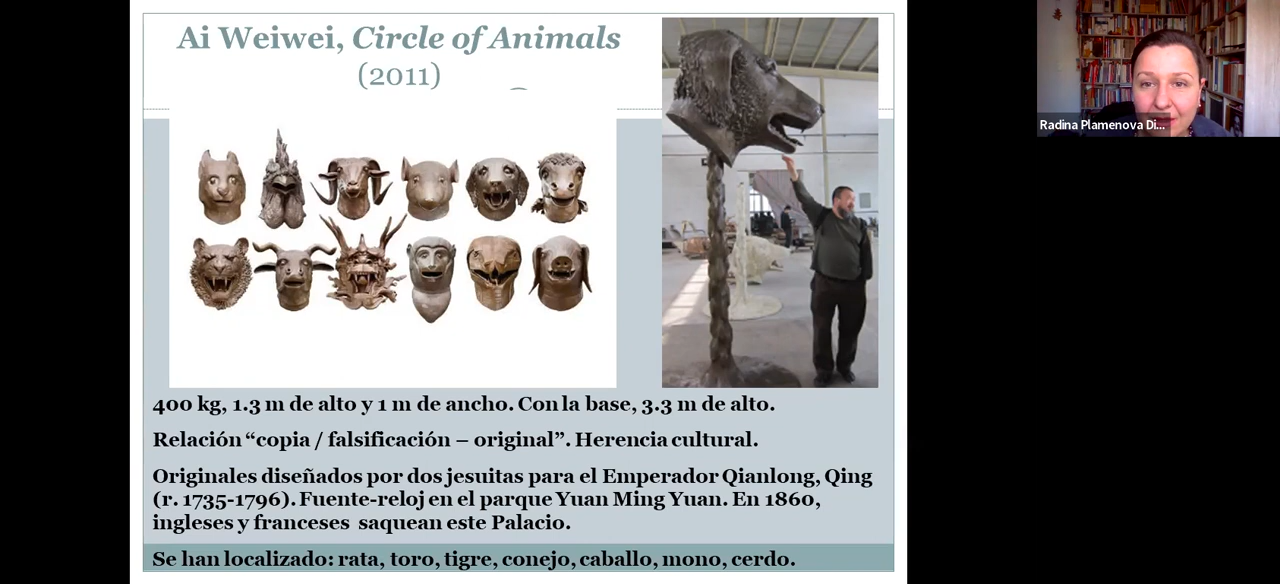 Ai Weiwei, Circle of Animals
(2011)
Radina Plamenova Di...
400 kg, 1.3 m de alto y 1 m de ancho. Con la base, 3.3 m de alto.
Relación “copia / falsificación – original”. Herencia cultural.
Originales diseñados por dos jesuitas para el Emperador Qianlong, Qing
(r. 1735-1796). Fuente-reloj en el parque Yuan Ming Yuan. En 1860,
ingleses y franceses saquean este Palacio.
Se han localizado: rata, toro, tigre, conejo, caballo, mono, cerdo.